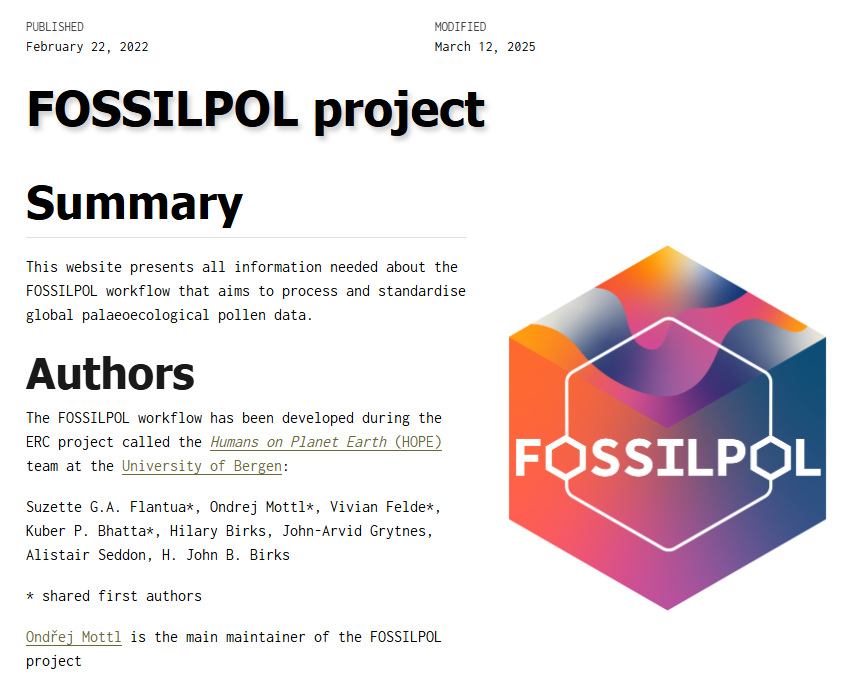 PUBLISHED
February 22, 2022
MODIFIED
March 12, 2025
FOSSILPOL project
Summary
This website presents all information needed about the
FOSSILPOL workflow that aims to process and standardise
global palaeoecological pollen data.
Authors
The FOSSILPOL workflow has been developed during the
ERC project called the Humans on Planet Earth (HOPE)
team at the University of Bergen:
Suzette G.A. Flantua*, Ondrej Mottl*, Vivian Felde*,
Kuber P. Bhatta*, Hilary Birks, John-Arvid Grytnes,
Alistair Seddon, H. John B. Birks
* shared first authors
Ondřej Mottl is the main maintainer of the FOSSILPOL
project
FOSSILPOL